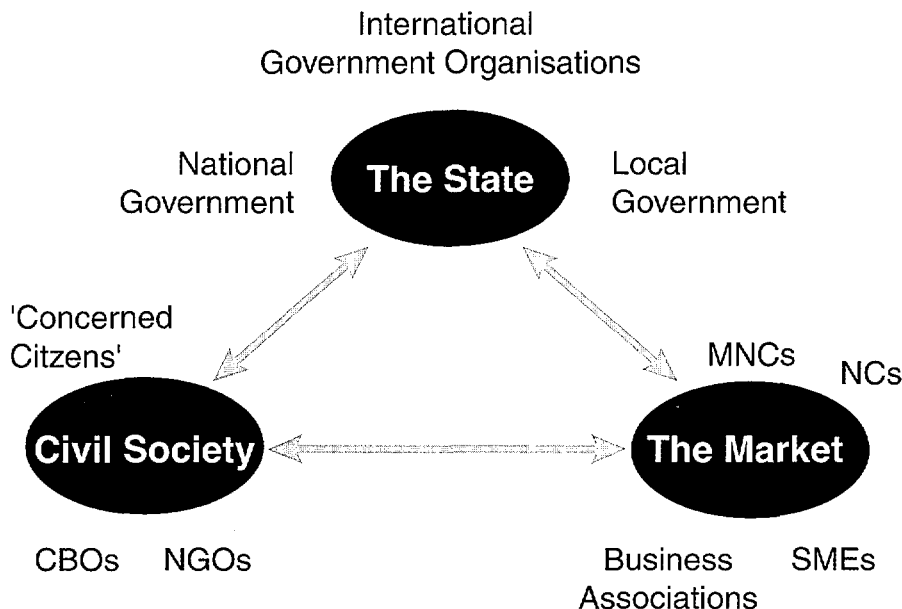 International
Government Organisations
National
Government
The State
Local
Government
'Concerned
Citzens'
MNCs
NCs
Civil Society
The Market
CBOs NGOs
Business
Associations
SMEs